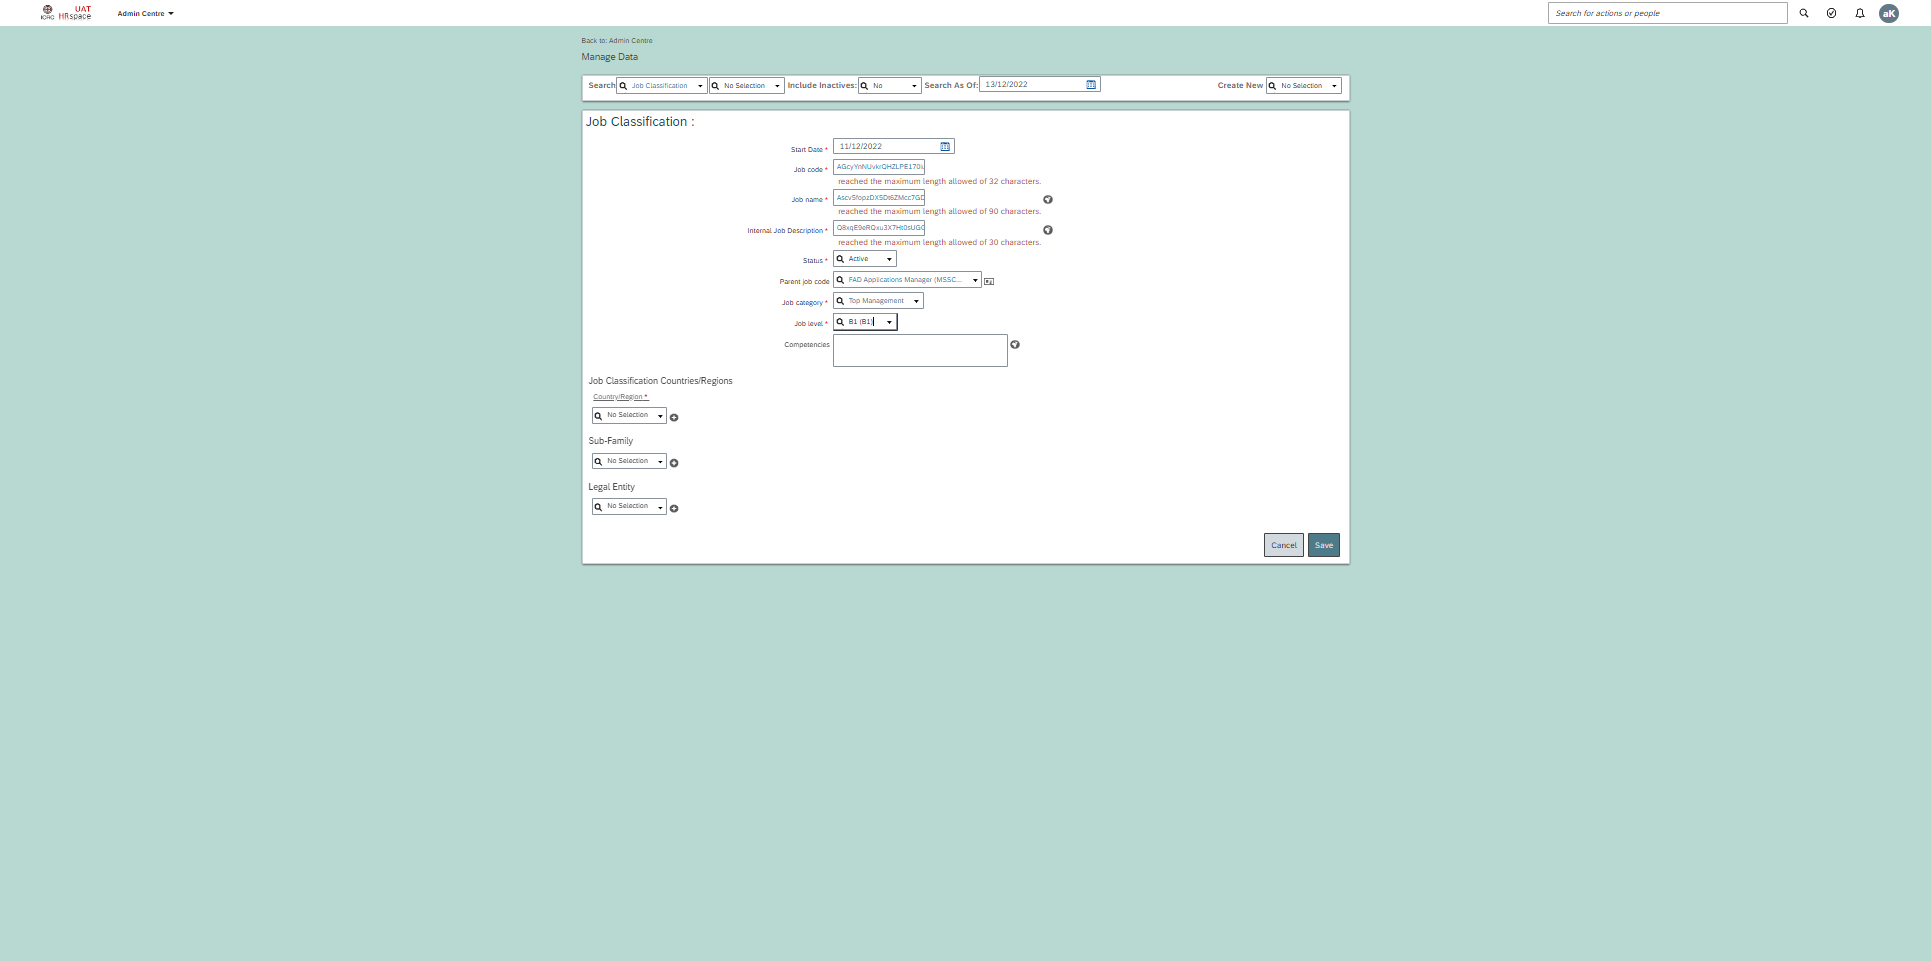 ICRC UAT HRspace Admin Centre Search for actions or people aK
Back to: Admin Centre
Manage Data
Search Job Classification No Selection Include Inactives: No Search As Of: 13/12/2022 Create New No Selection
Job Classification :
Start Date * 11/12/2022
Job code *
reached the maximum length allowed of 32 characters.
Job name *
reached the maximum length allowed of 90 characters.
Internal Job Description *
reached the maximum length allowed of 30 characters.
Status * Active
Parent job code FAD Applications Manager (MSSC...
Job category * Top Management
Job level * B1 (B1)
Competencies
Job Classification Countries/Regions
Country/Region *
No Selection
Sub-Family
No Selection
Legal Entity
No Selection
Cancel Save